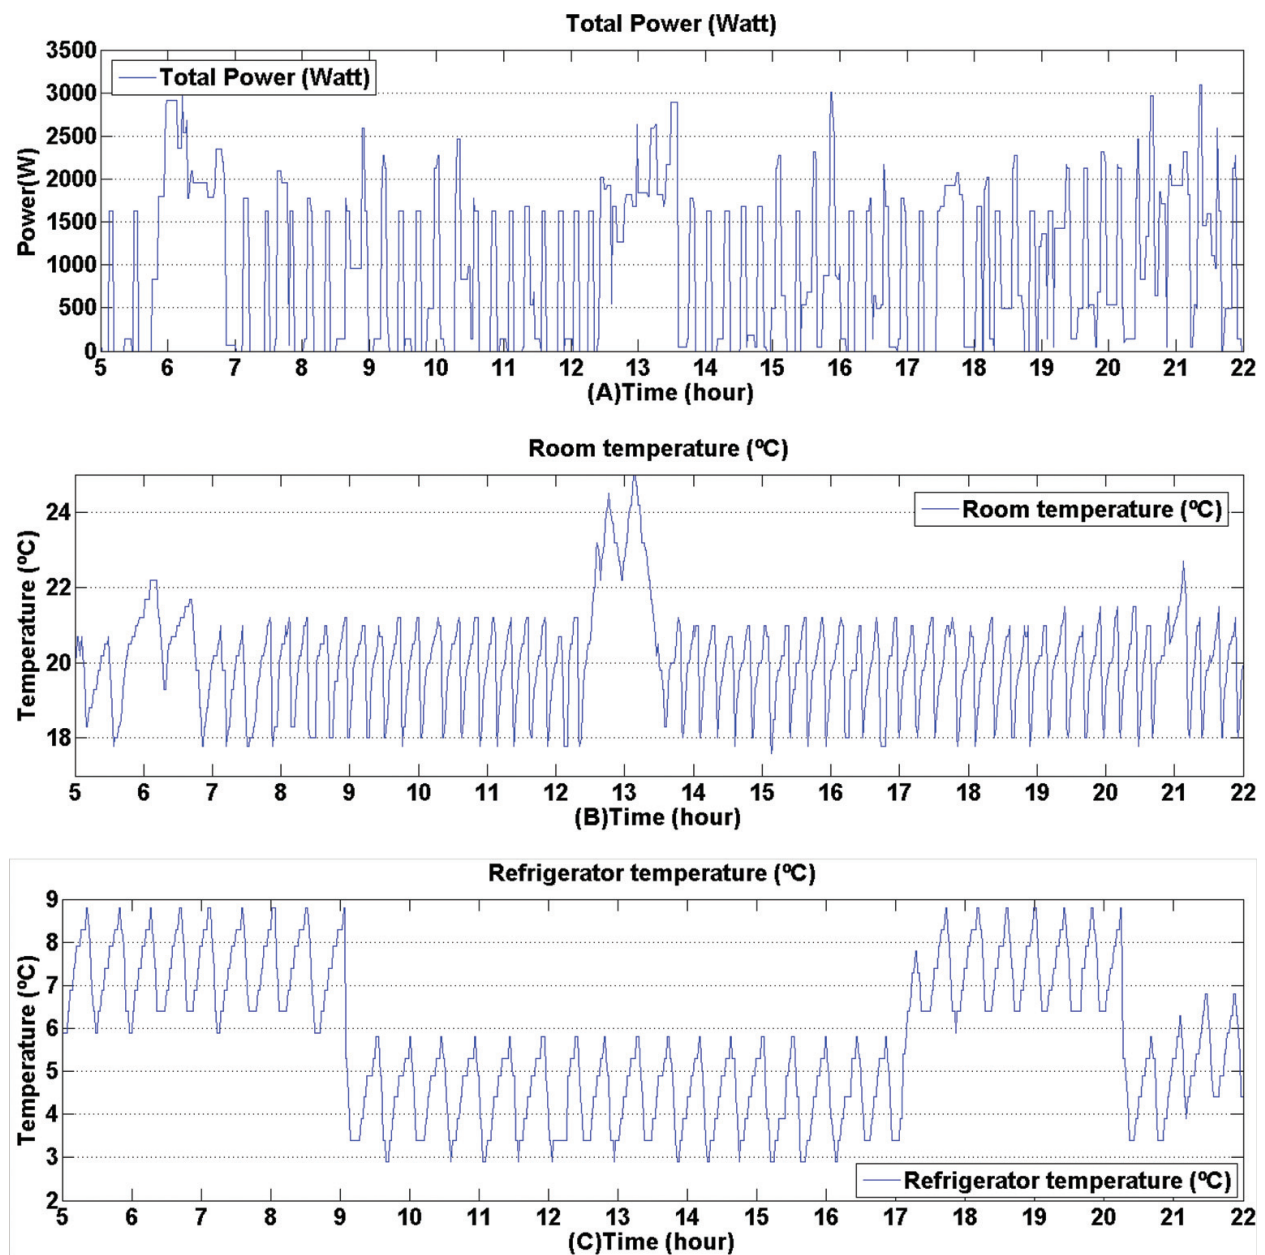 Total Power (Watt)
3500
3000
2500
2000
1500
1000
500
0
Power(W)
Total Power (Watt)
5 6 7 8 9 10 11 12 13 14 15 16 17 18 19 20 21 22
(A)Time (hour)
Room temperature (ºC)
24
22
20
18
Temperature (ºC)
Room temperature (ºC)
5 6 7 8 9 10 11 12 13 14 15 16 17 18 19 20 21 22
(B)Time (hour)
Refrigerator temperature (ºC)
9
8
7
6
5
4
3
2
Temperature (ºC)
Refrigerator temperature (ºC)
5 6 7 8 9 10 11 12 13 14 15 16 17 18 19 20 21 22
(C)Time (hour)